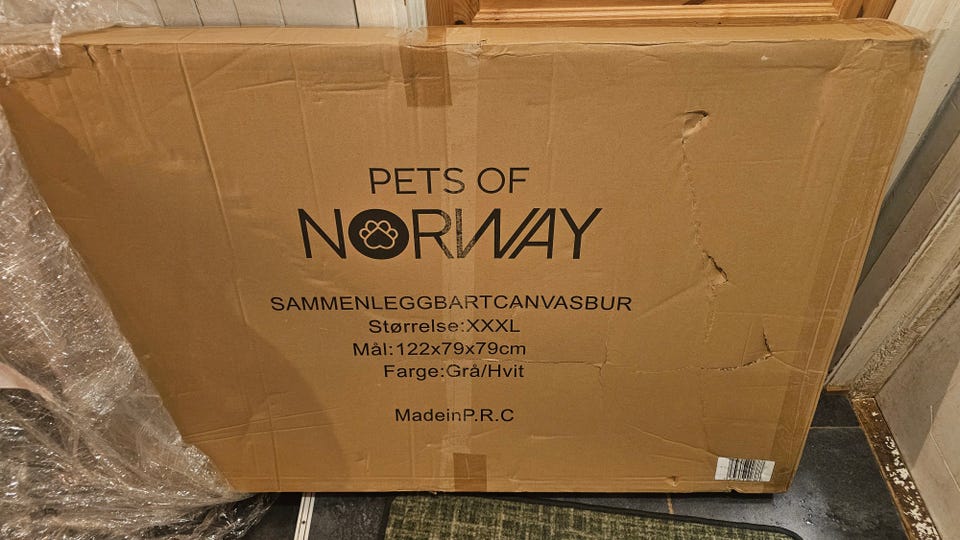 PETS OF
NORWAY
SAMMENLEGGBARTCANVASBUR
Størrelse:XXXL
Mål:122x79x79cm
Farge:Grå/Hvit
MadeinP.R.C